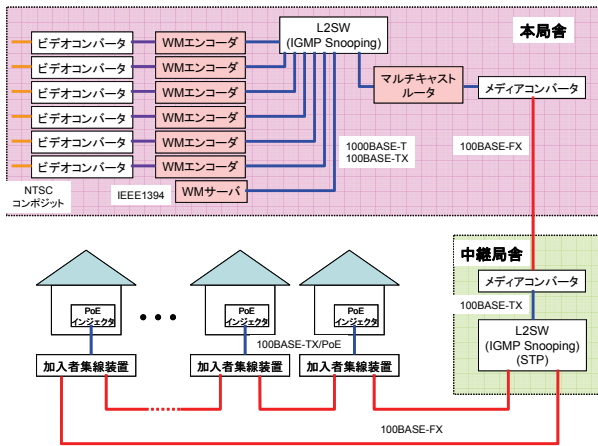 本局舎
L2SW
(IGMP Snooping)
ビデオコンバータ
WMエンコーダ
ビデオコンバータ
WMエンコーダ
ビデオコンバータ
WMエンコーダ
ビデオコンバータ
WMエンコーダ
ビデオコンバータ
WMエンコーダ
ビデオコンバータ
WMエンコーダ
マルチキャスト
ルータ
メディアコンバータ
1000BASE-T
100BASE-TX
100BASE-FX
NTSC
コンポジット
IEEE1394
WMサーバ
中継局舎
メディアコンバータ
100BASE-TX
L2SW
(IGMP Snooping)
(STP)
PoE
インジェクタ
•••
PoE
インジェクタ
PoE
インジェクタ
100BASE-TX/PoE
加入者集線装置
加入者集線装置
加入者集線装置
100BASE-FX